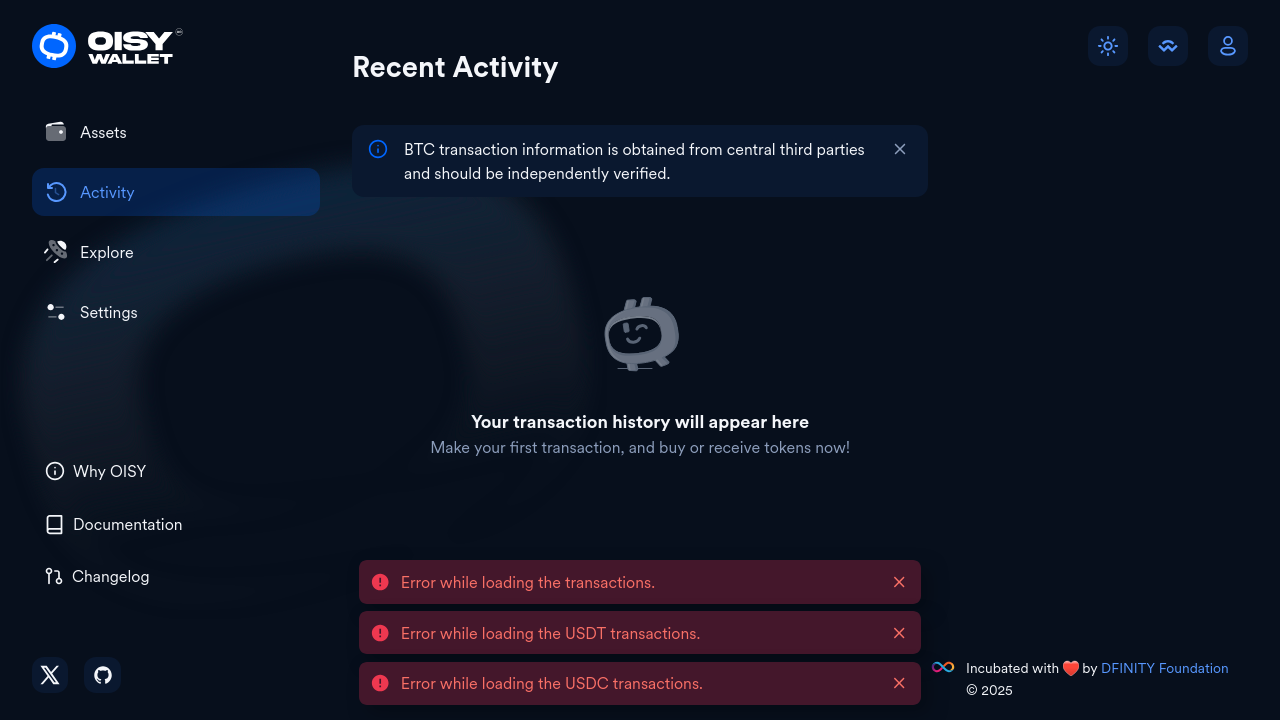 OISY
WALLET
Recent Activity
Assets
Activity
Explore
Settings
BTC transaction information is obtained from central third parties
and should be independently verified.
Your transaction history will appear here
Make your first transaction, and buy or receive tokens now!
Why OISY
Documentation
Changelog
Error while loading the transactions.
Error while loading the USDT transactions.
Error while loading the USDC transactions.
Incubated with ❤️ by DFINITY Foundation
© 2025